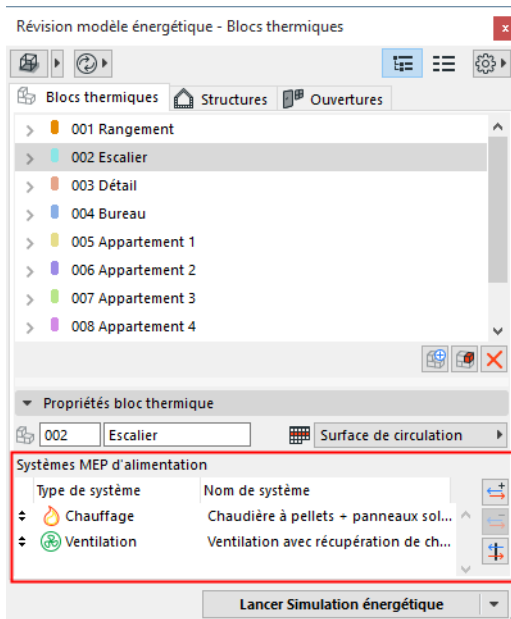 Révision modèle énergétique - Blocs thermiques
x
Blocs thermiques Structures Ouvertures
001 Rangement
002 Escalier
003 Détail
004 Bureau
005 Appartement 1
006 Appartement 2
007 Appartement 3
008 Appartement 4
Propriétés bloc thermique
002 Escalier Surface de circulation
Systèmes MEP d'alimentation
Type de système Nom de système
Chauffage Chaudière à pellets + panneaux sol...
Ventilation Ventilation avec récupération de ch...
Lancer Simulation énergétique